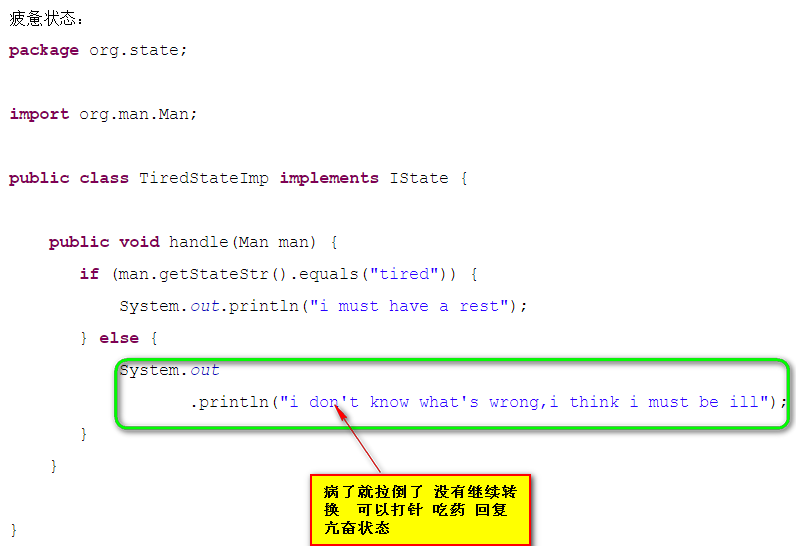 疲惫状态：
package org.state;
import org.man.Man;
public class TiredStateImp implements IState {
public void handle(Man man) {
if (man.getStateStr().equals("tired")) {
System.out.println("i must have a rest");
} else {
System.out
.println("i don't know what's wrong,i think i must be ill");
}
}
}
病了就拉倒了 没有继续转
换 可以打针 吃药 回复
亢奋状态